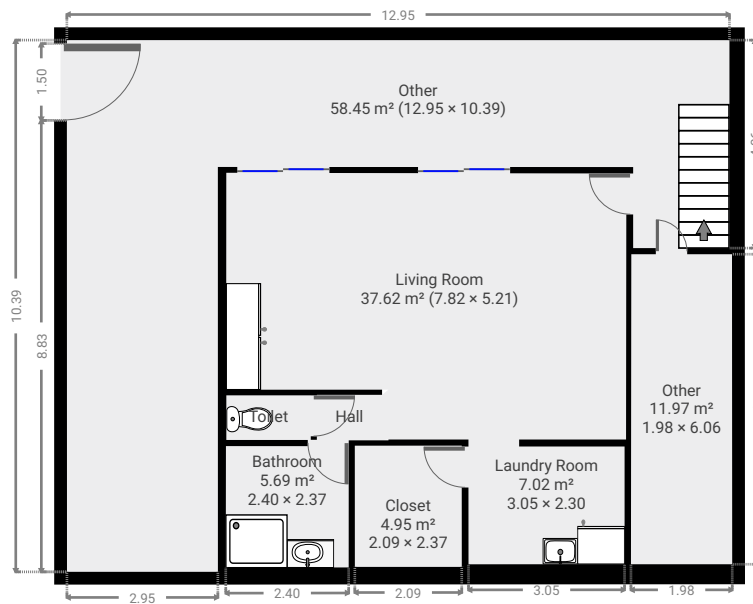 12.95
1.50
Other
58.45 m² (12.95 × 10.39)
Living Room
37.62 m² (7.82 × 5.21)
10.39
8.83
Other
11.97 m²
1.98 × 6.06
Toilet
Hall
Bathroom
5.69 m²
2.40 × 2.37
Laundry Room
7.02 m²
3.05 × 2.30
Closet
4.95 m²
2.09 × 2.37
2.95
2.40
2.09
3.05
1.98